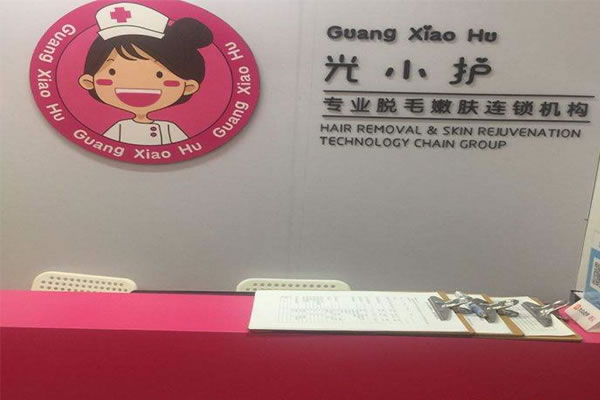 Guang Xiao Hu Guang Xiao Hu Guang Xiao Hu
Guang Xiao Hu
光小护
专业脱毛嫩肤连锁机构
HAIR REMOVAL & SKIN REJUVENATION
TECHNOLOGY CHAIN GROUP